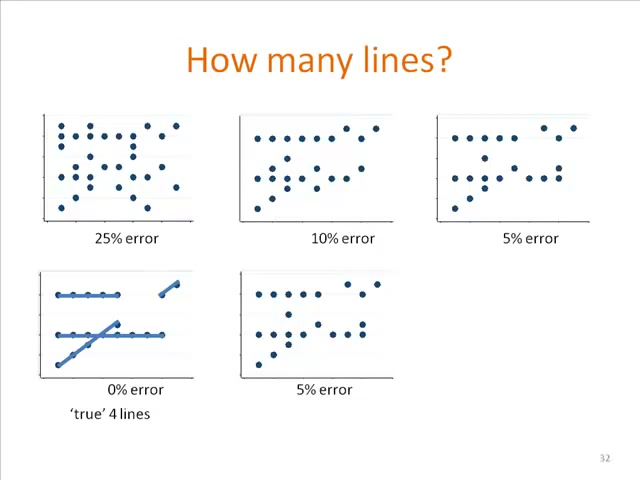 How many lines?
25% error
10% error
5% error
0% error
5% error
‘true’ 4 lines
32